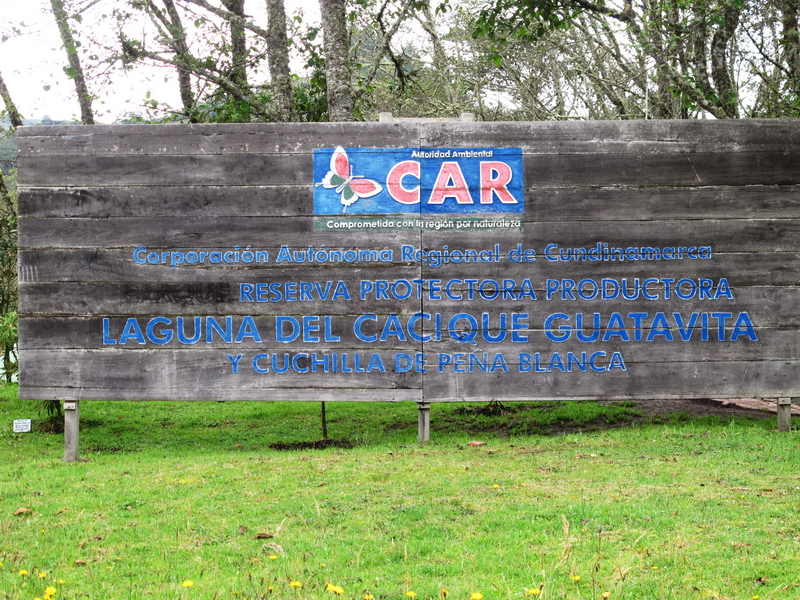 Autoridad Ambiental
CAR
Comprometida con la región por naturaleza
Corporación Autónoma Regional de Cundinamarca
RESERVA PROTECTORA PRODUCTORA
LAGUNA DEL CACIQUE GUATAVITA
Y CUCHILLA DE PEÑA BLANCA